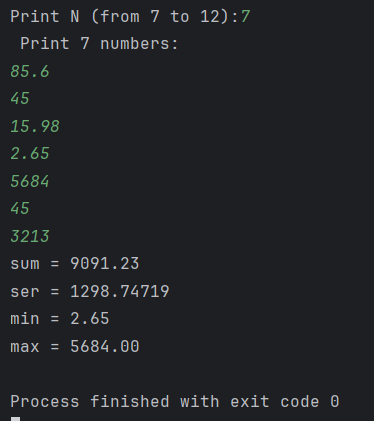 Print N (from 7 to 12):7
Print 7 numbers:
85.6
45
15.98
2.65
5684
45
3213
sum = 9091.23
ser = 1298.74719
min = 2.65
max = 5684.00
Process finished with exit code 0